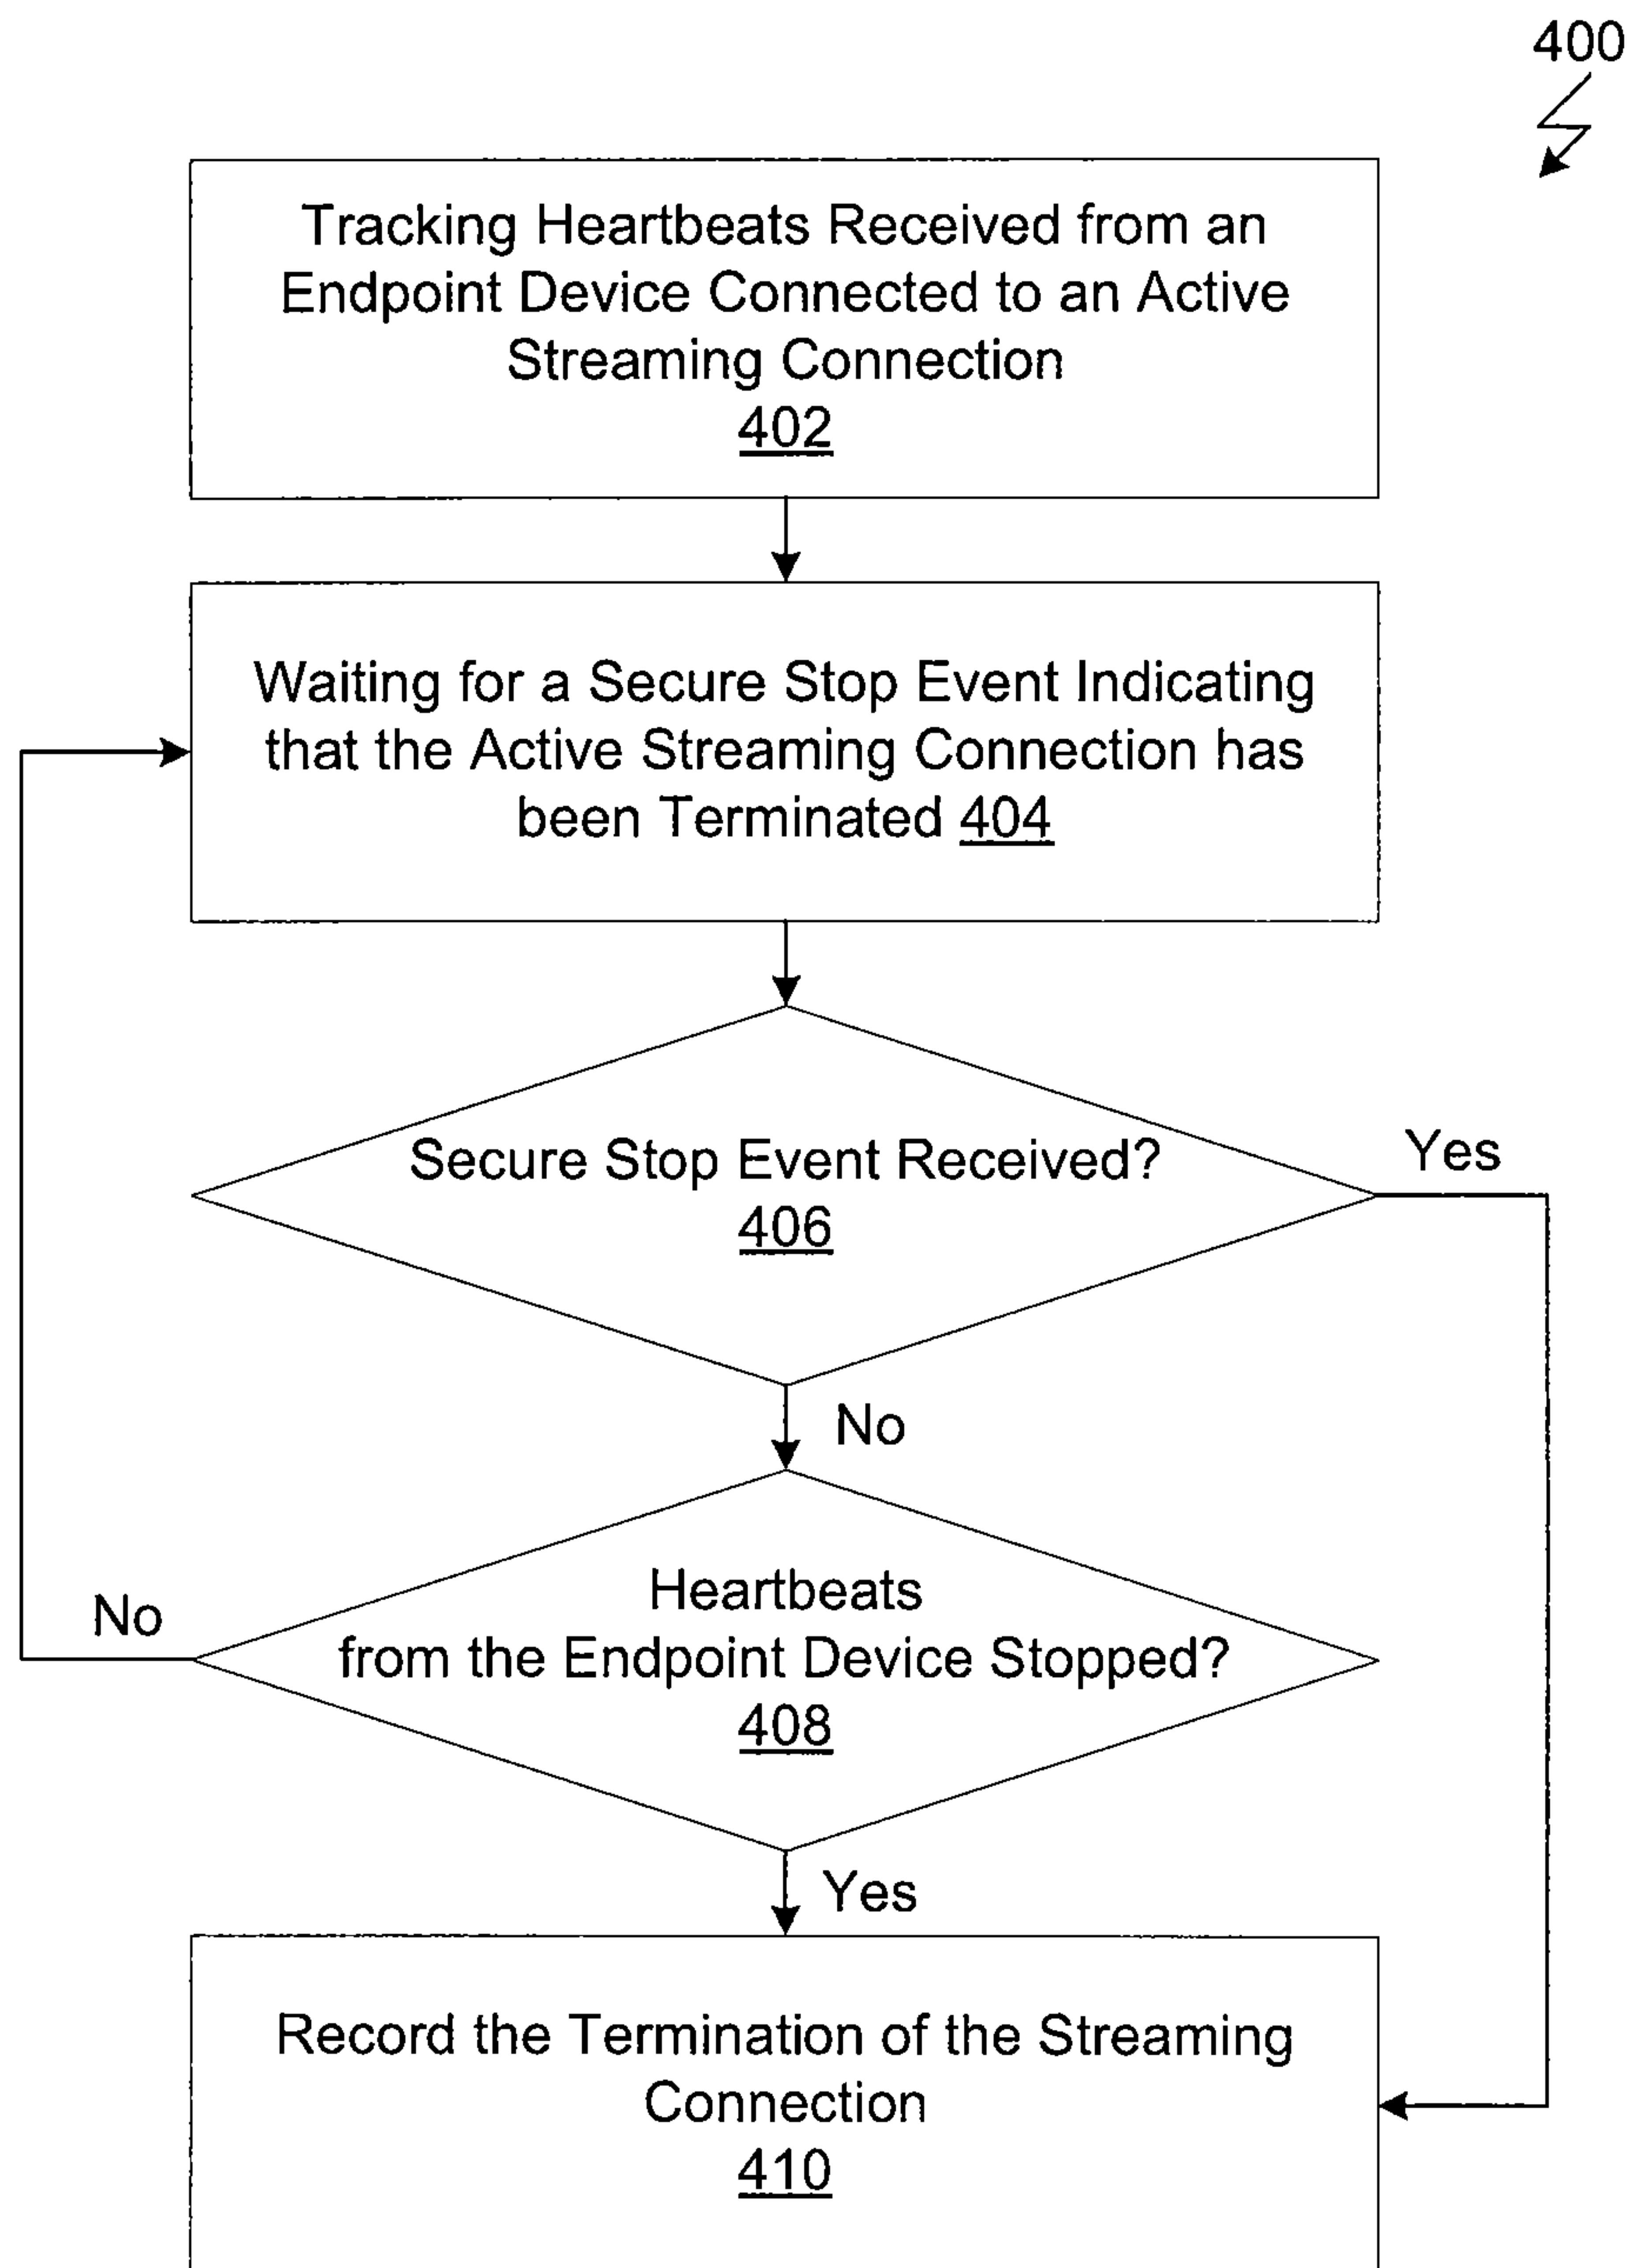 400
Tracking Heartbeats Received from an
Endpoint Device Connected to an Active
Streaming Connection
402
Waiting for a Secure Stop Event Indicating
that the Active Streaming Connection has
been Terminated 404
Secure Stop Event Received?
406
Yes
No
Heartbeats
from the Endpoint Device Stopped?
408
No
Yes
Record the Termination of the Streaming
Connection
410